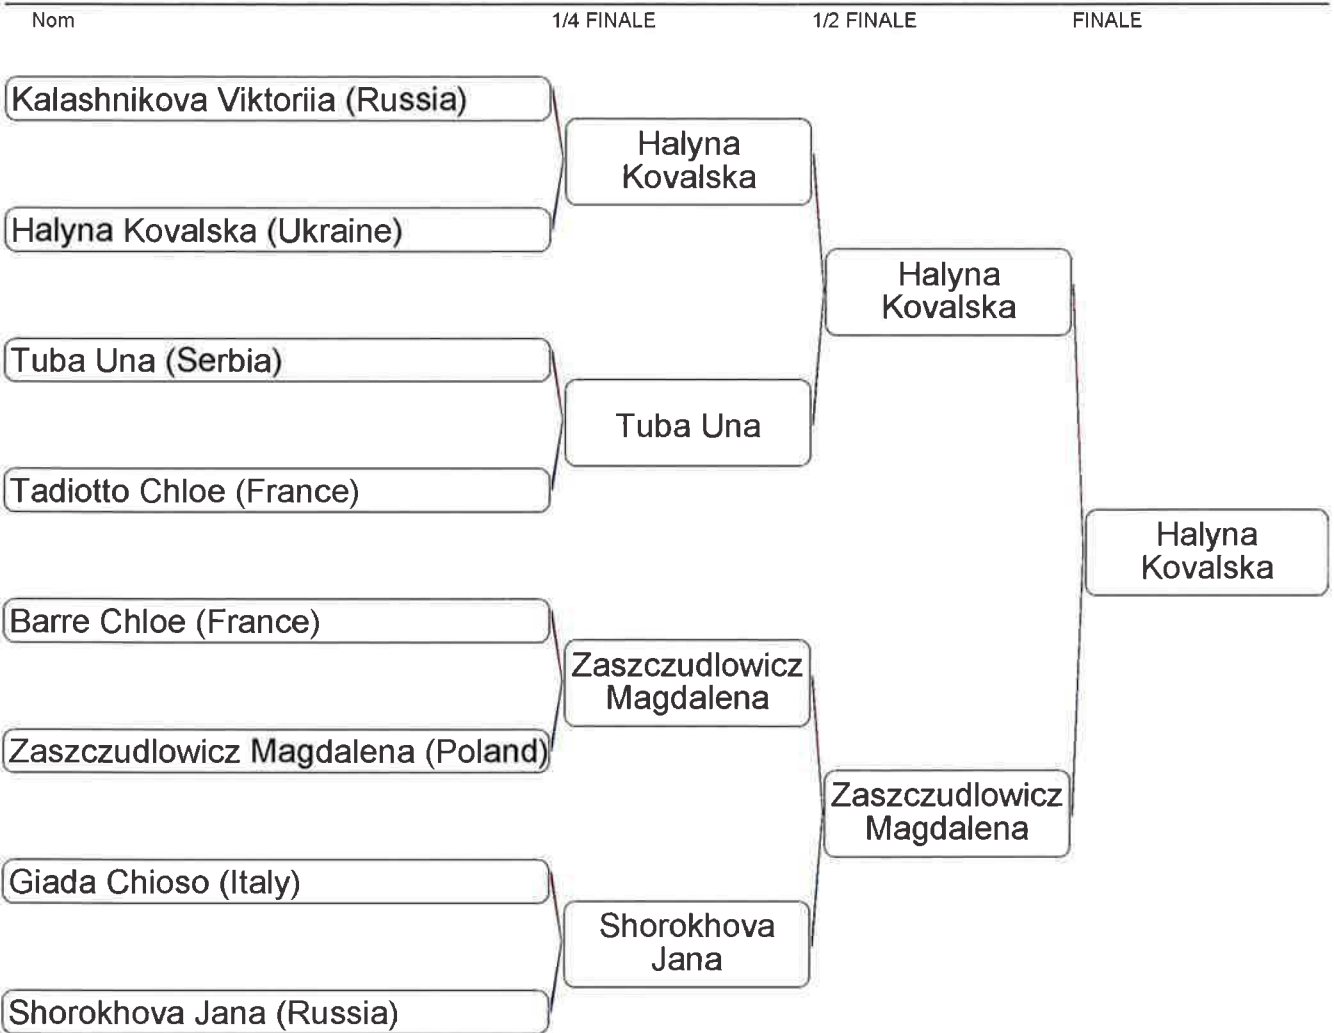 Nom 1/4 FINALE 1/2 FINALE FINALE
Kalashnikova Viktoriia (Russia)
Halyna
Kovalska
Halyna Kovalska (Ukraine)
Halyna
Kovalska
Tuba Una (Serbia)
Tuba Una
Tadiotto Chloe (France)
Halyna
Kovalska
Barre Chloe (France)
Zaszczudlowicz
Magdalena
Zaszczudlowicz Magdalena (Poland)
Zaszczudlowicz
Magdalena
Giada Chioso (Italy)
Shorokhova
Jana
Shorokhova Jana (Russia)